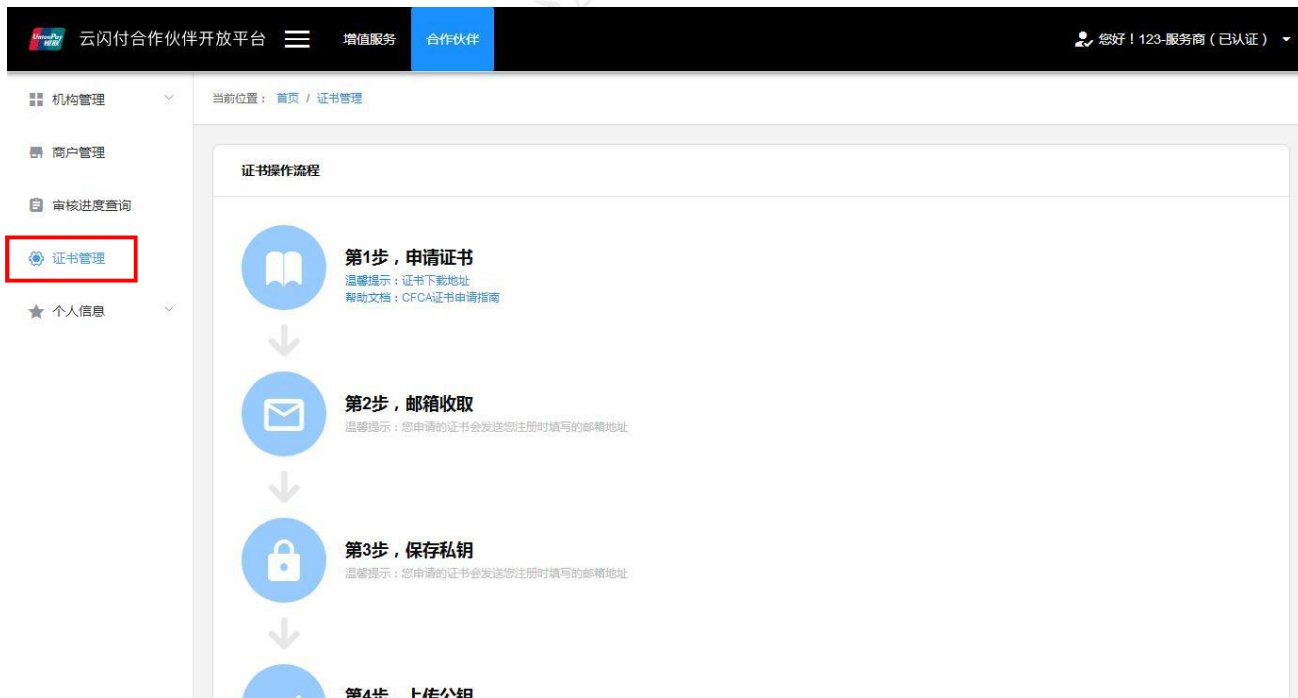 UnionPay 银联 云闪付合作伙伴开放平台 增值服务 合作伙伴 您好！123-服务商（已认证）
机构管理
当前位置： 首页 / 证书管理
商户管理
证书操作流程
审核进度查询
证书管理
第1步，申请证书
温馨提示：证书下载地址
帮助文档：CFCA证书申请指南
个人信息
第2步，邮箱收取
温馨提示：您申请的证书会发送您注册时填写的邮箱地址
第3步，保存私钥
温馨提示：您申请的证书会发送您注册时填写的邮箱地址
第4步，上传公钥